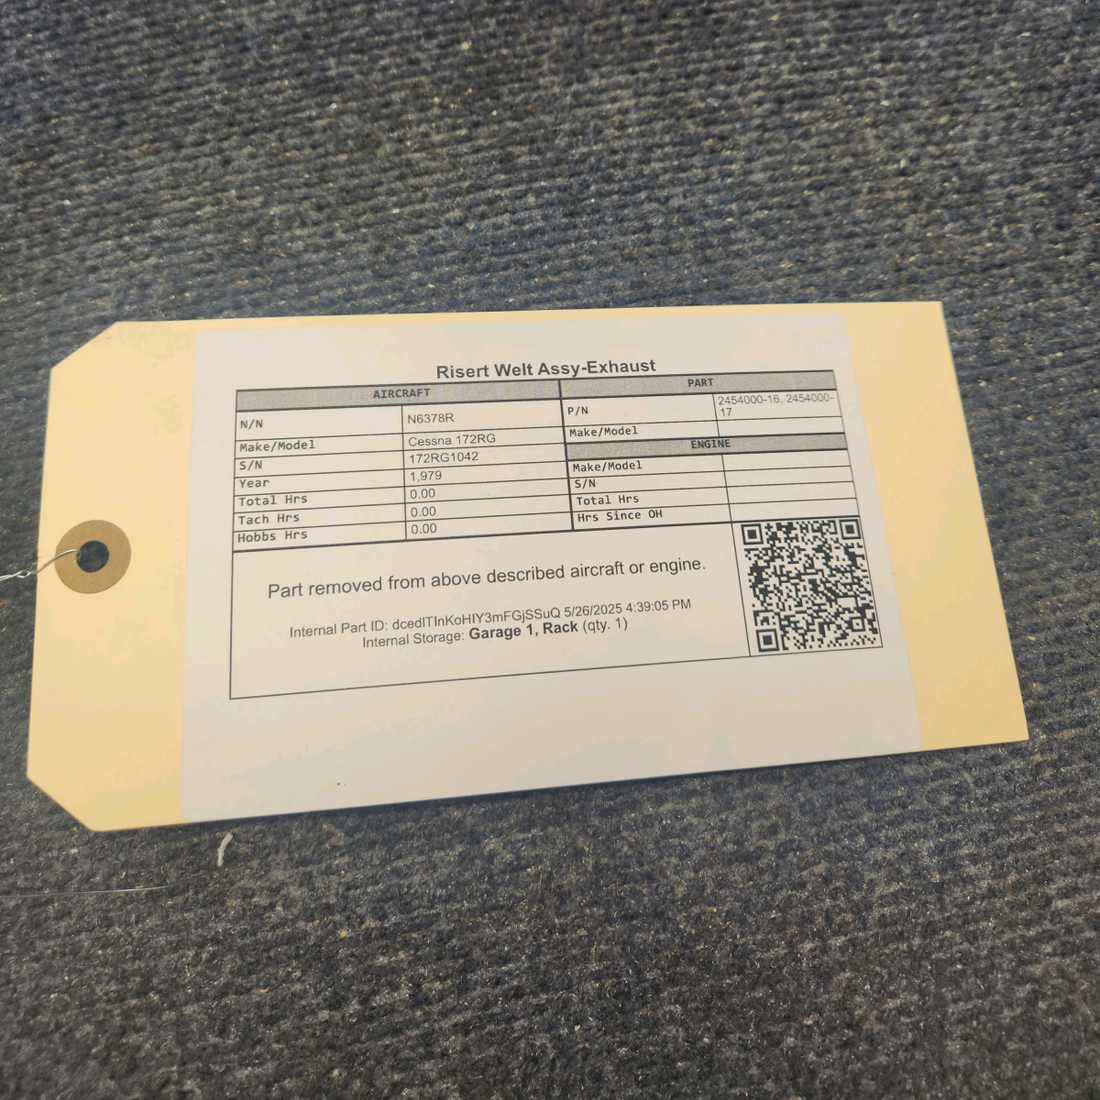 Risert Welt Assy-Exhaust
AIRCRAFT
N/N N6378R
Make/Model Cessna 172RG
S/N 172RG1042
Year 1,979
Total Hrs 0.00
Tach Hrs 0.00
Hobbs Hrs 0.00
PART
P/N 2454000-16, 2454000-
17
Make/Model
ENGINE
Make/Model
S/N
Total Hrs
Hrs Since OH
Part removed from above described aircraft or engine.
Internal Part ID: dcedITInKoHIY3mFGjSSuQ 5/26/2025 4:39:05 PM
Internal Storage: Garage 1, Rack (qty. 1)